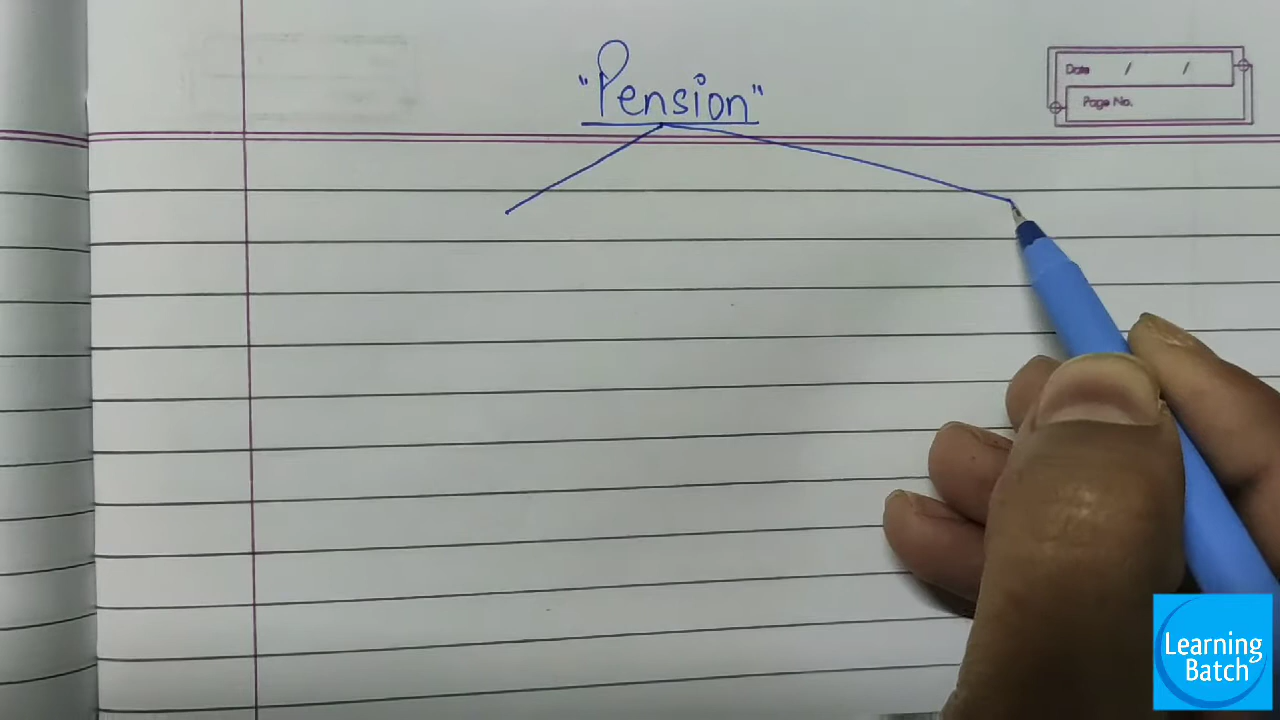 "Pension"
Date / /
Page No.
Learning
Batch